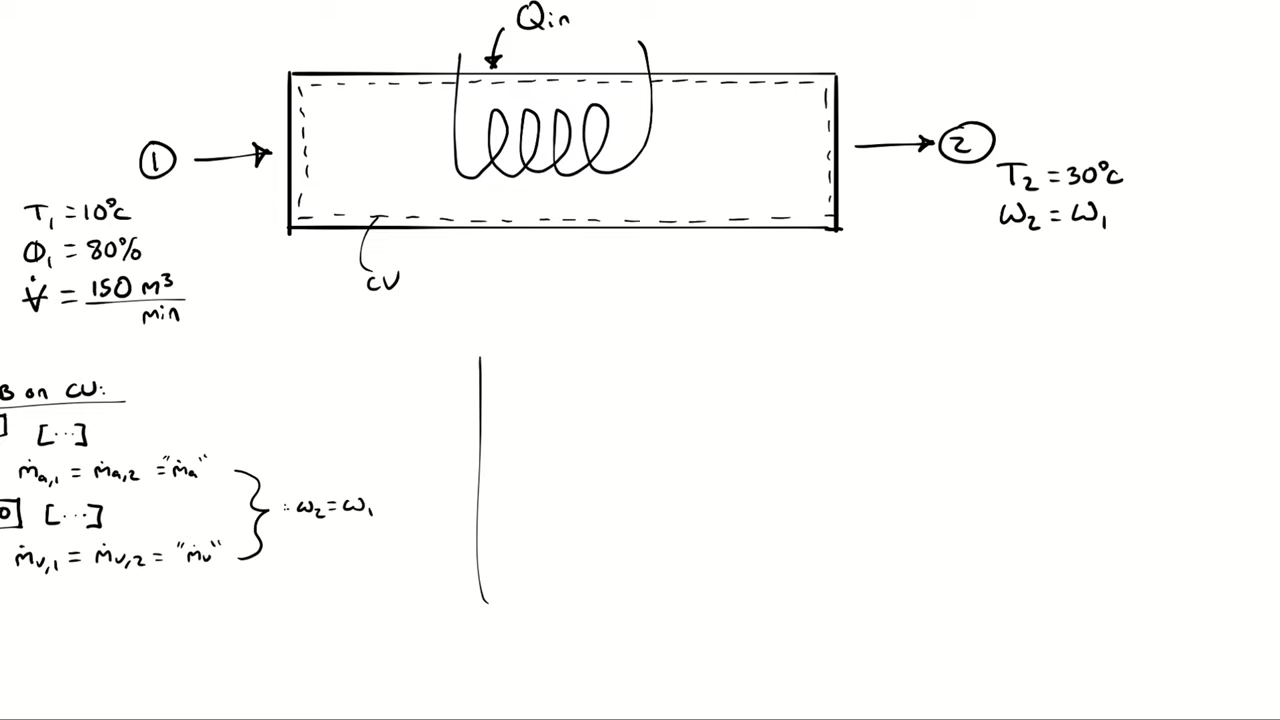 Qin
1
2
T₁ = 10°C
Φ₁ = 80%
V̇ = 150 m³
min
T₂ = 30°C
ω₂ = ω₁
CV
B on CV:
[...]
ṁa,1 = ṁa,2 = "ṁa"
O] [...]
ṁv,1 = ṁv,2 = "ṁv"
∴ ω₂ = ω₁